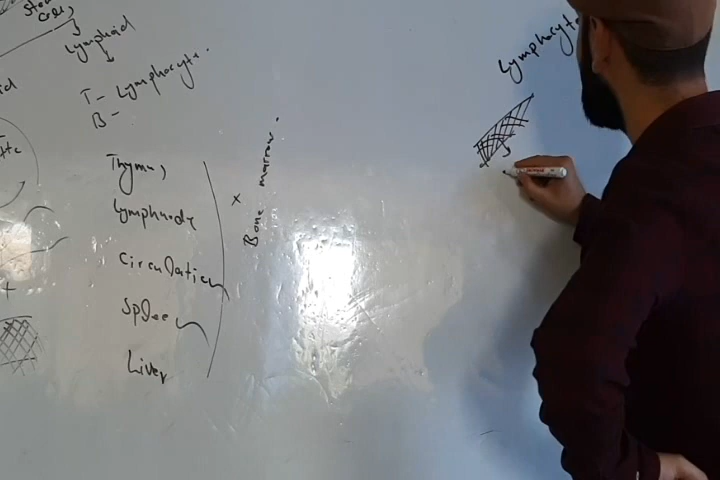 Lymphoid
T- Lymphocyte.
B-
Thymus,
Lymphnode
Circulation
Spleen
Liver
x
Bone marrow.
Lymphocyte